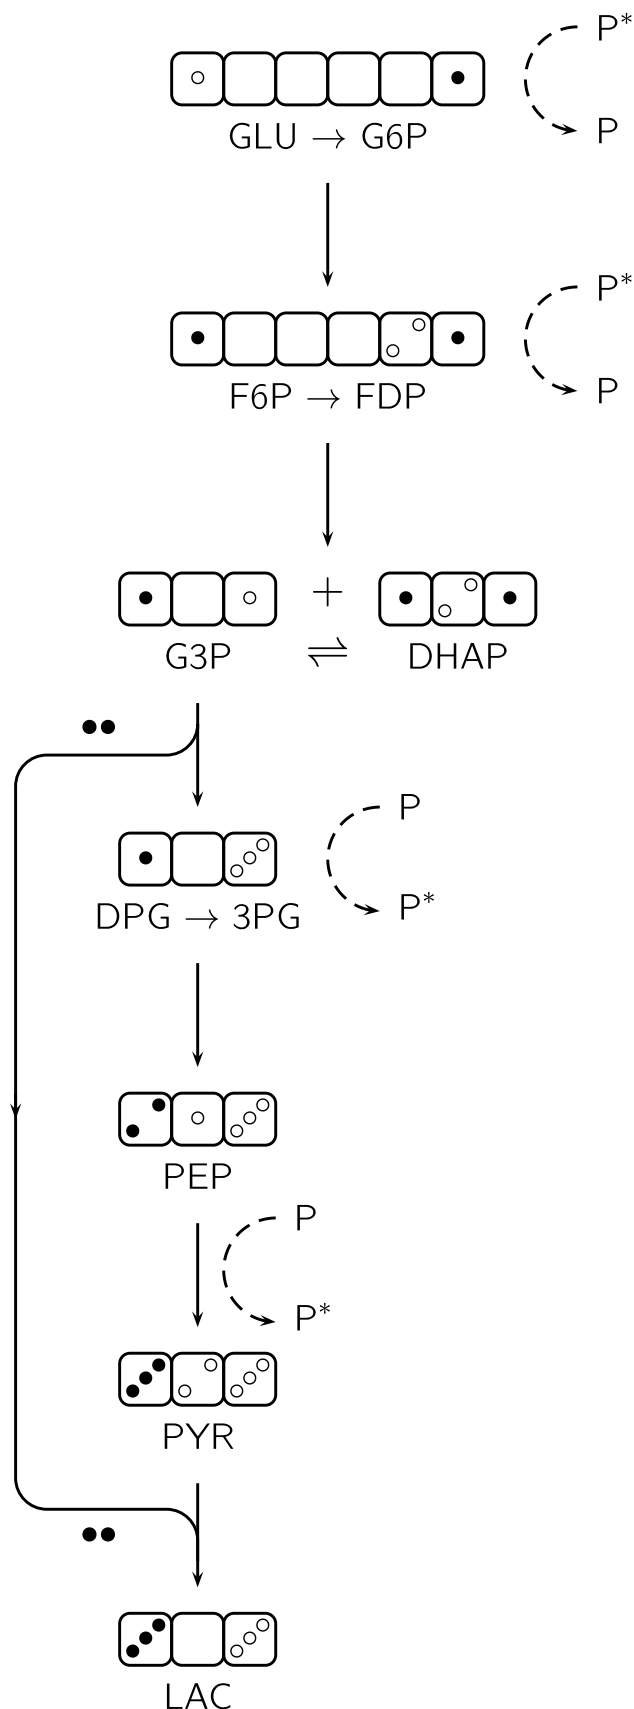 P*
P
GLU → G6P
P*
P
F6P → FDP
+
G3P ⇌ DHAP
P
P*
DPG → 3PG
PEP
P
P*
PYR
LAC